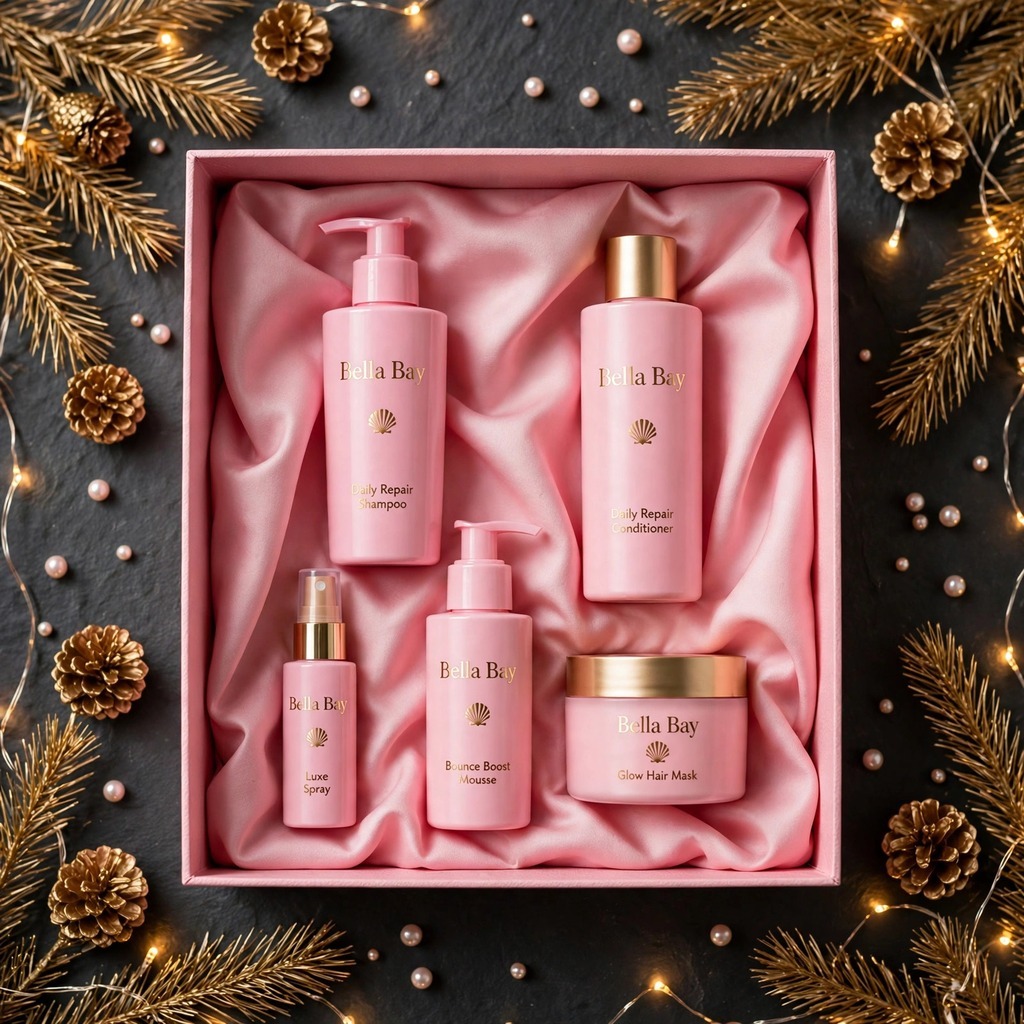 Bella Bay
Daily Repair
Shampoo
Bella Bay
Daily Repair
Conditioner
Bella Bay
Luxe
Spray
Bella Bay
Bounce Boost
Mousse
Bella Bay
Glow Hair Mask